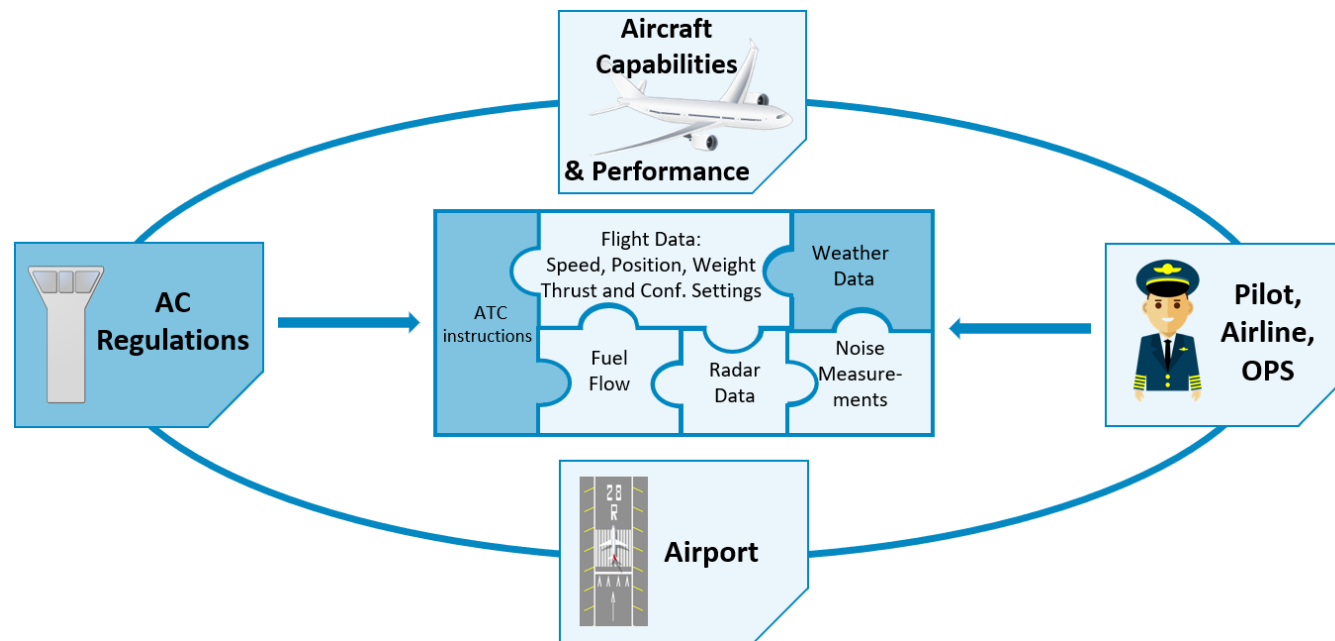 Aircraft
Capabilities
& Performance
AC
Regulations
ATC
instructions
Flight Data:
Speed, Position, Weight
Thrust and Conf. Settings
Weather
Data
Fuel
Flow
Radar
Data
Noise
Measure-
ments
Pilot,
Airline,
OPS
28
R
Airport